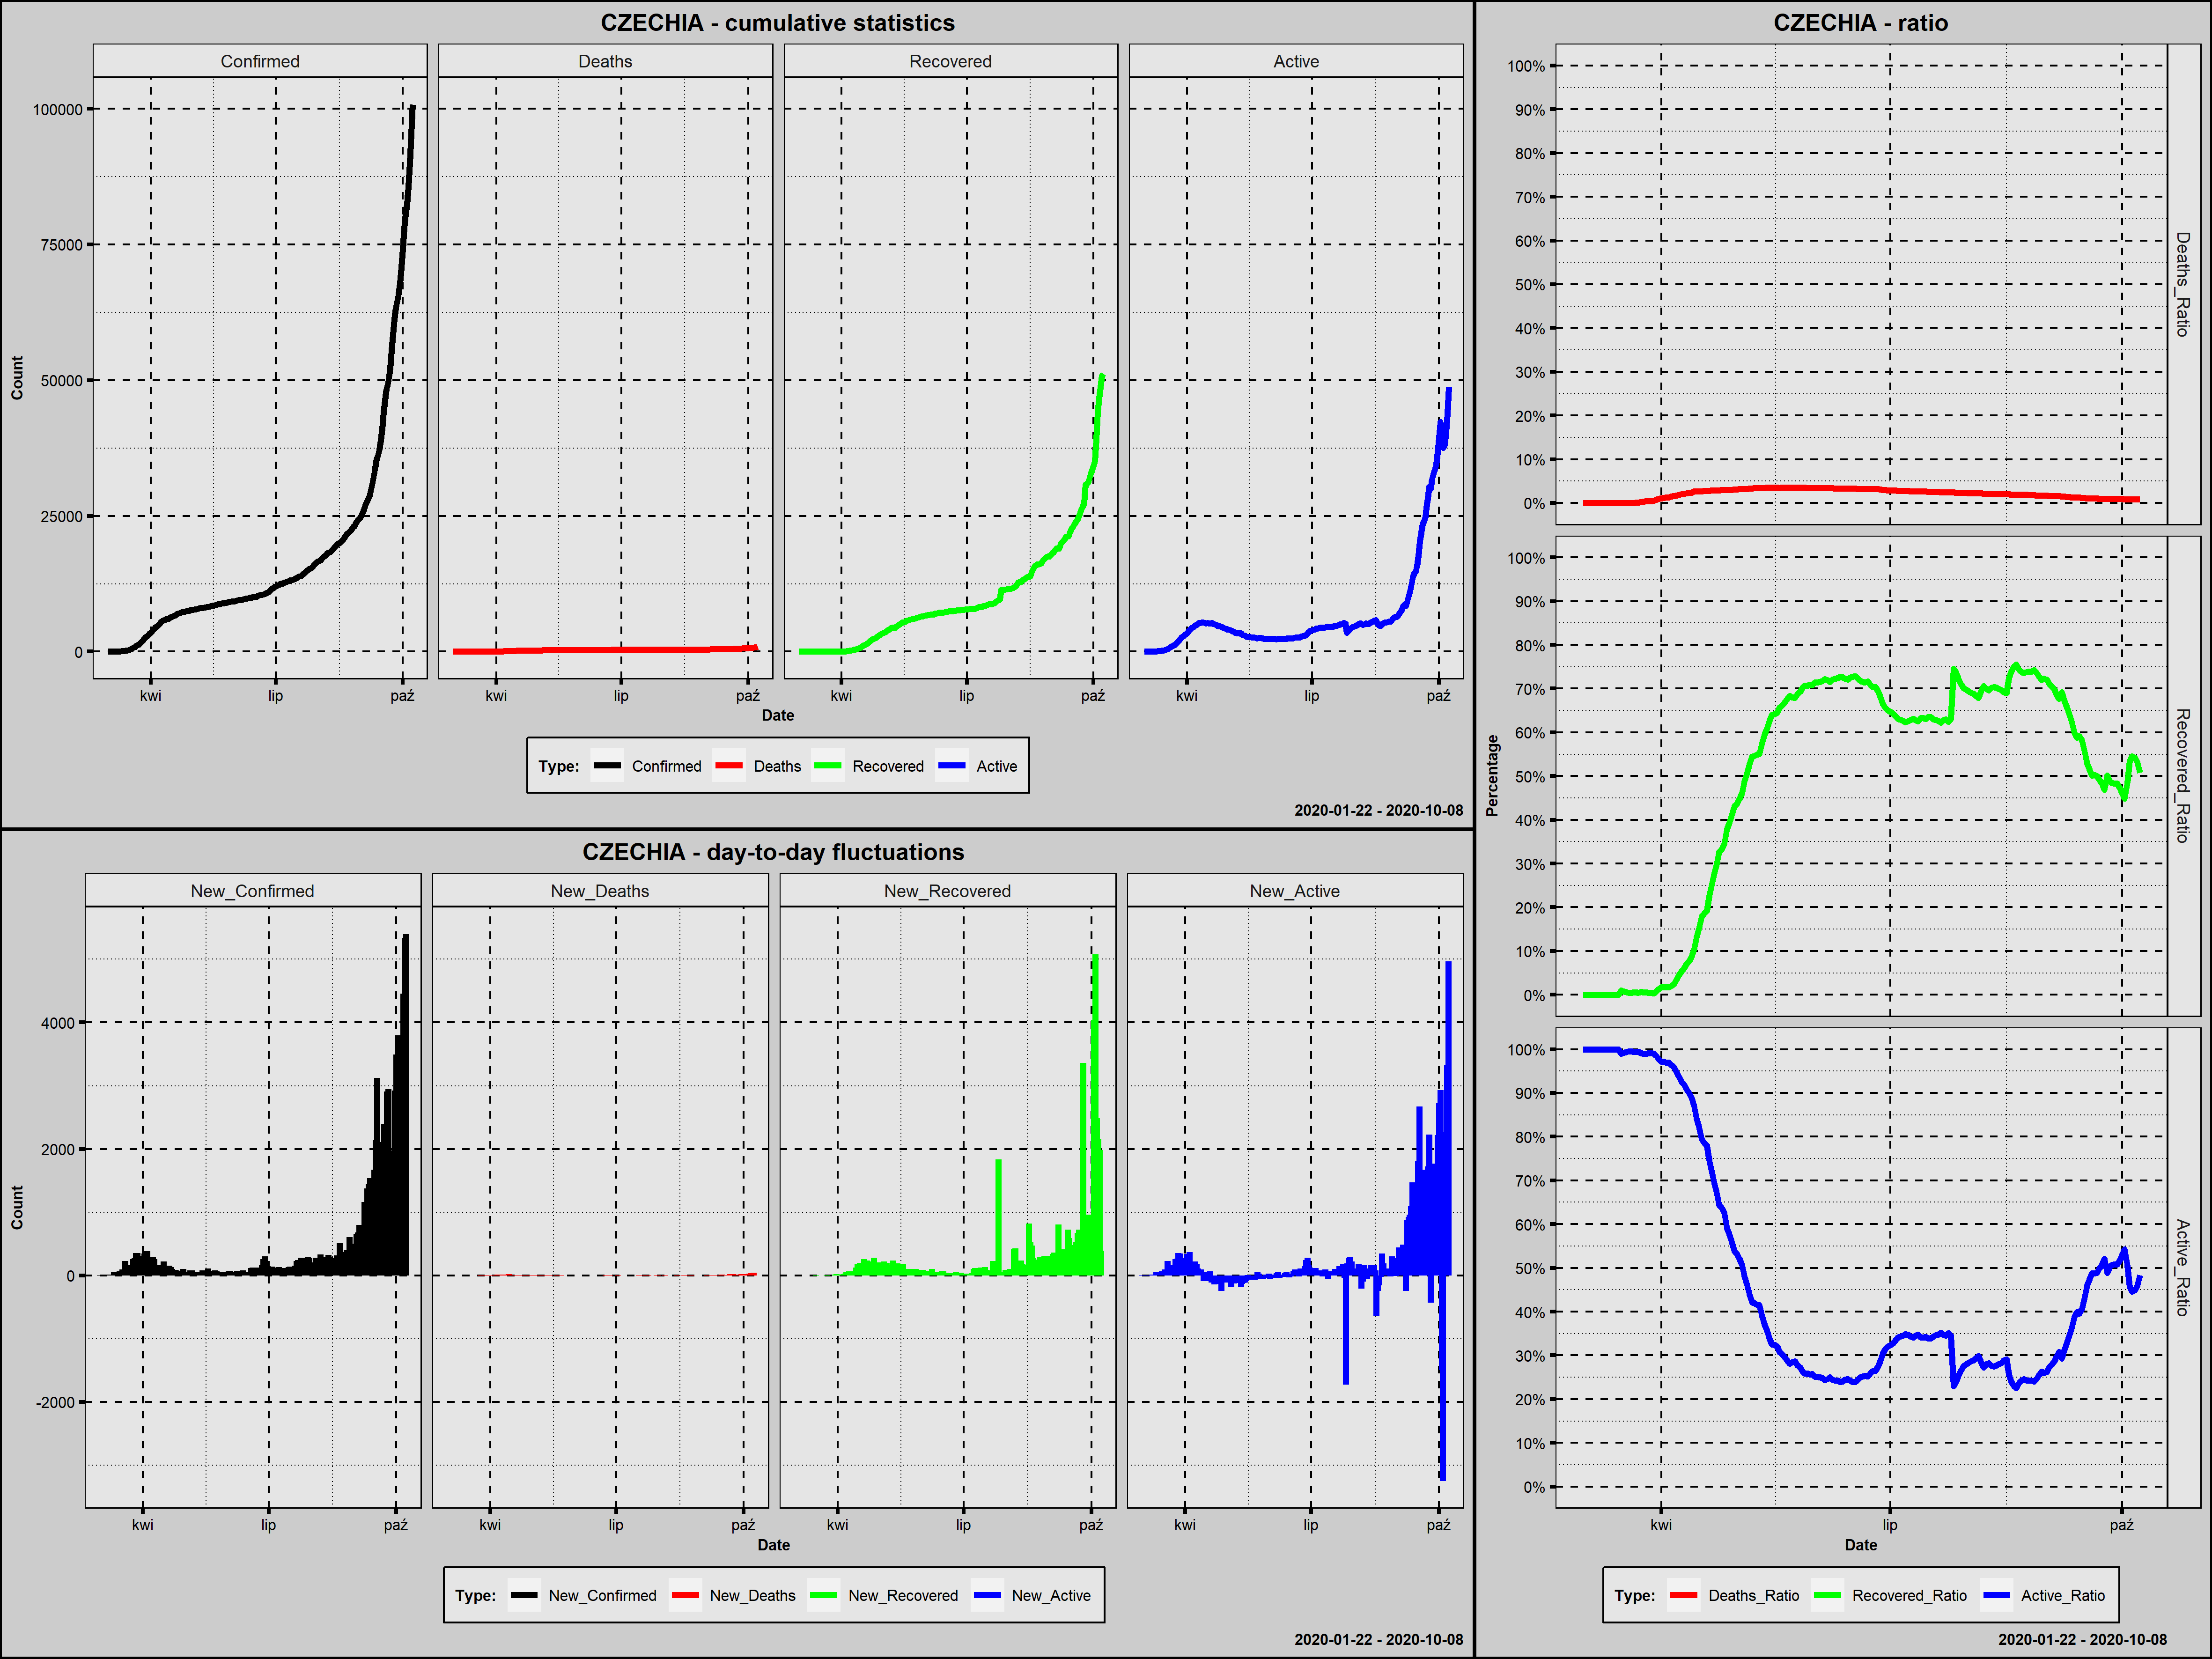 CZECHIA - cumulative statistics
Confirmed Deaths Recovered Active
100000
75000
50000
25000
0
Count
kwi lip paź kwi lip paź kwi lip paź kwi lip paź
Date
Type: Confirmed Deaths Recovered Active
2020-01-22 - 2020-10-08
CZECHIA - day-to-day fluctuations
New_Confirmed New_Deaths New_Recovered New_Active
4000
2000
0
-2000
Count
kwi lip paź kwi lip paź kwi lip paź kwi lip paź
Date
Type: New_Confirmed New_Deaths New_Recovered New_Active
2020-01-22 - 2020-10-08
CZECHIA - ratio
100%
90%
80%
70%
60%
50%
40%
30%
20%
10%
0%
Deaths_Ratio
100%
90%
80%
70%
60%
50%
40%
30%
20%
10%
0%
Recovered_Ratio
Percentage
100%
90%
80%
70%
60%
50%
40%
30%
20%
10%
0%
Active_Ratio
kwi lip paź
Date
Type: Deaths_Ratio Recovered_Ratio Active_Ratio
2020-01-22 - 2020-10-08